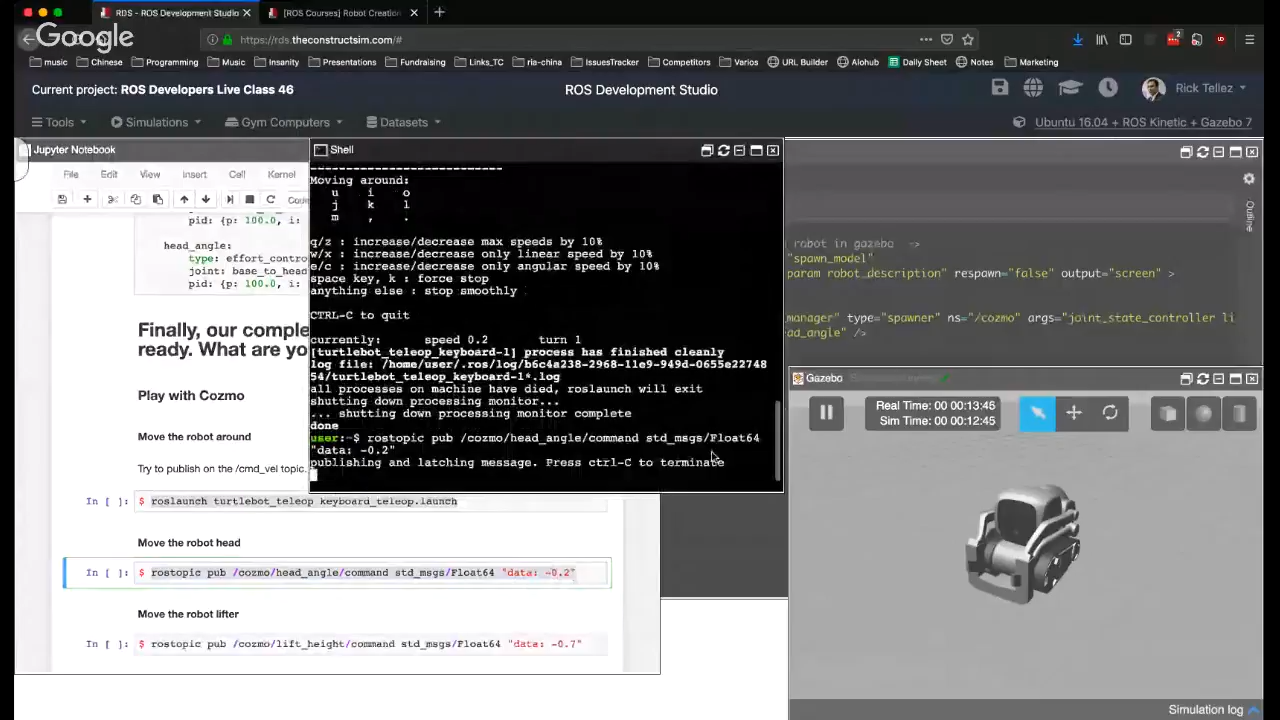 RDS - ROS Development Studio
[ROS Courses] Robot Creation
Google
https://rds.theconstructsim.com/#
music
Chinese
Programming
Music
Insanity
Presentations
Fundraising
Links_TC
ria-china
IssuesTracker
Competitors
Varios
URL Builder
Alohub
Daily Sheet
Notes
Marketing
Current project: ROS Developers Live Class 46
ROS Development Studio
Rick Tellez
Tools
Simulations
Gym Computers
Datasets
Ubuntu 16.04 + ROS Kinetic + Gazebo 7
Jupyter Notebook
File Edit View Insert Cell Kernel
pid: {p: 100.0, i:
head_angle:
type: effort_contro
joint: base_to_head
pid: {p: 100.0, i:
Finally, our comple
ready. What are yo
Play with Cozmo
Move the robot around
Try to publish on the /cmd_vel topic.
In [ ]: $ roslaunch turtlebot_teleop keyboard_teleop.launch
Move the robot head
In [ ]: $ rostopic pub /cozmo/head_angle/command std_msgs/Float64 "data: -0.2"
Move the robot lifter
In [ ]: $ rostopic pub /cozmo/lift_height/command std_msgs/Float64 "data: -0.7"
Shell
---------------------------
Moving around:
u i o
j k l
m , .
q/z : increase/decrease max speeds by 10%
w/x : increase/decrease only linear speed by 10%
e/c : increase/decrease only angular speed by 10%
space key, k : force stop
anything else : stop smoothly
CTRL-C to quit
currently: speed 0.2 turn 1
[turtlebot_teleop_keyboard-1] process has finished cleanly
log file: /home/user/.ros/log/b6c4a238-2968-11e9-949d-0655e22748
54/turtlebot_teleop_keyboard-1*.log
all processes on machine have died, roslaunch will exit
shutting down processing monitor...
... shutting down processing monitor complete
done
user:~$ rostopic pub /cozmo/head_angle/command std_msgs/Float64
"data: -0.2"
publishing and latching message. Press ctrl-C to terminate
Outline
robot in gazebo ->
"spawn_model"
param robot_description" respawn="false" output="screen" >
manager" type="spawner" ns="/cozmo" args="joint_state_controller li
ad_angle" />
Gazebo
Real Time: 00 00:13:45
Sim Time: 00 00:12:45
Simulation log